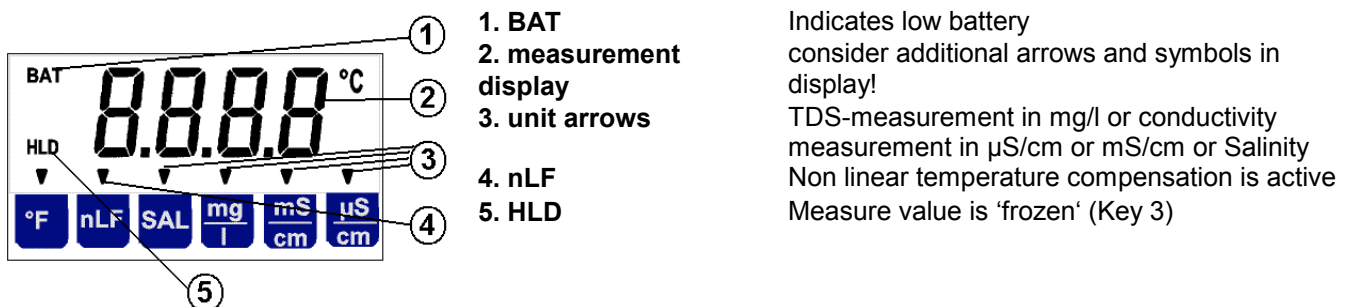 1
BAT
8.8.8.8
°C
2
HLD
3
°F
nLF
SAL
mg
l
mS
cm
µS
cm
4
5
1. BAT Indicates low battery
2. measurement consider additional arrows and symbols in
display display!
3. unit arrows TDS-measurement in mg/l or conductivity
measurement in µS/cm or mS/cm or Salinity
4. nLF Non linear temperature compensation is active
5. HLD Measure value is ‘frozen‘ (Key 3)